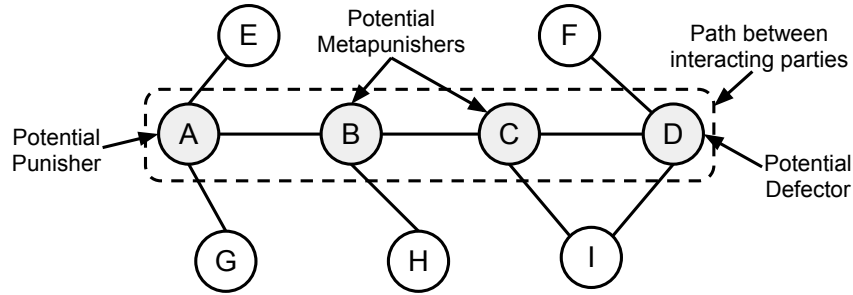 Potential
Metapunishers
E
F
Path between
interacting parties
Potential
Punisher
A
B
C
D
Potential
Defector
G
H
I